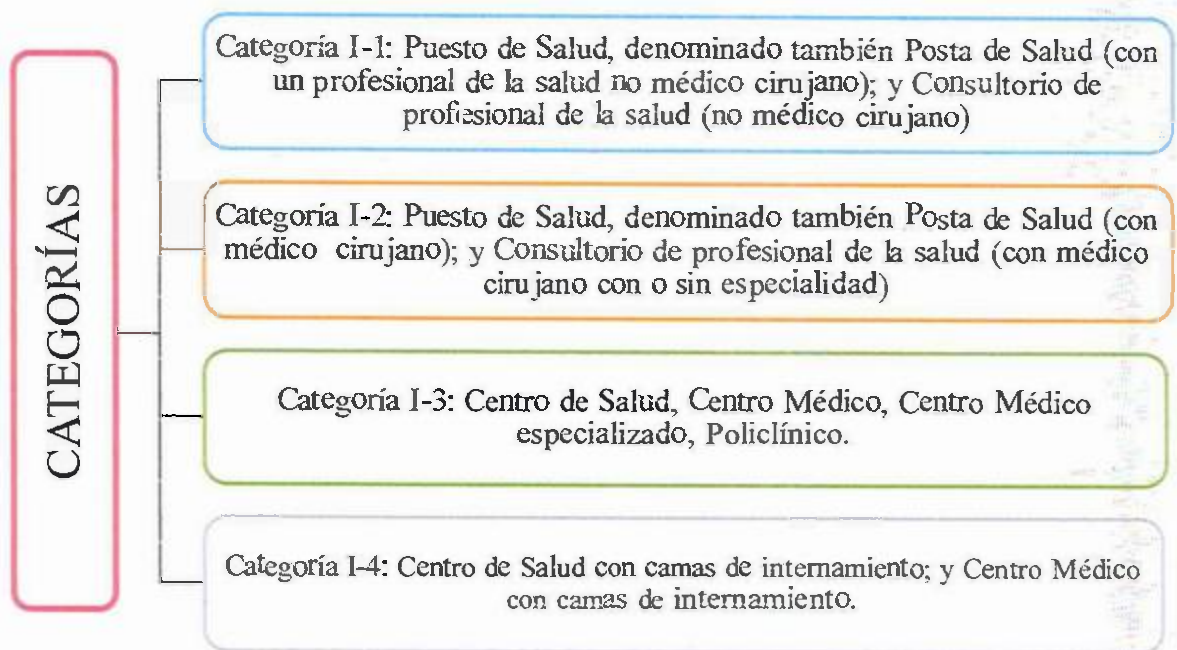 CATEGORÍAS
Categoría I-1: Puesto de Salud, denominado también Posta de Salud (con
un profesional de la salud no médico cirujano); y Consultorio de
profesional de la salud (no médico cirujano)
Categoría I-2: Puesto de Salud, denominado también Posta de Salud (con
médico cirujano); y Consultorio de profesional de la salud (con médico
cirujano con o sin especialidad)
Categoría I-3: Centro de Salud, Centro Médico, Centro Médico
especializado, Policlínico.
Categoría I-4: Centro de Salud con camas de internamiento; y Centro Médico
con camas de internamiento.